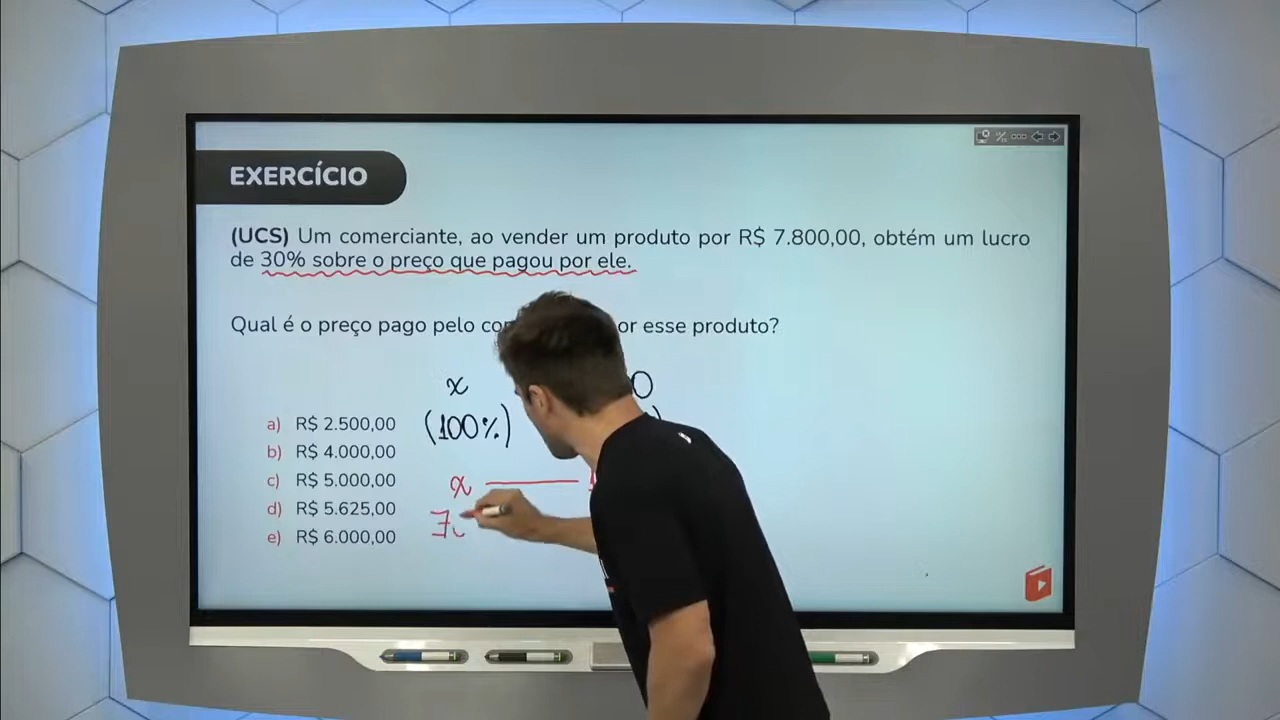 EXERCÍCIO
(UCS) Um comerciante, ao vender um produto por R$ 7.800,00, obtém um lucro
de 30% sobre o preço que pagou por ele.
Qual é o preço pago pelo or esse produto?
x
(100%)
a) R$ 2.500,00
b) R$ 4.000,00
c) R$ 5.000,00
d) R$ 5.625,00
e) R$ 6.000,00
x